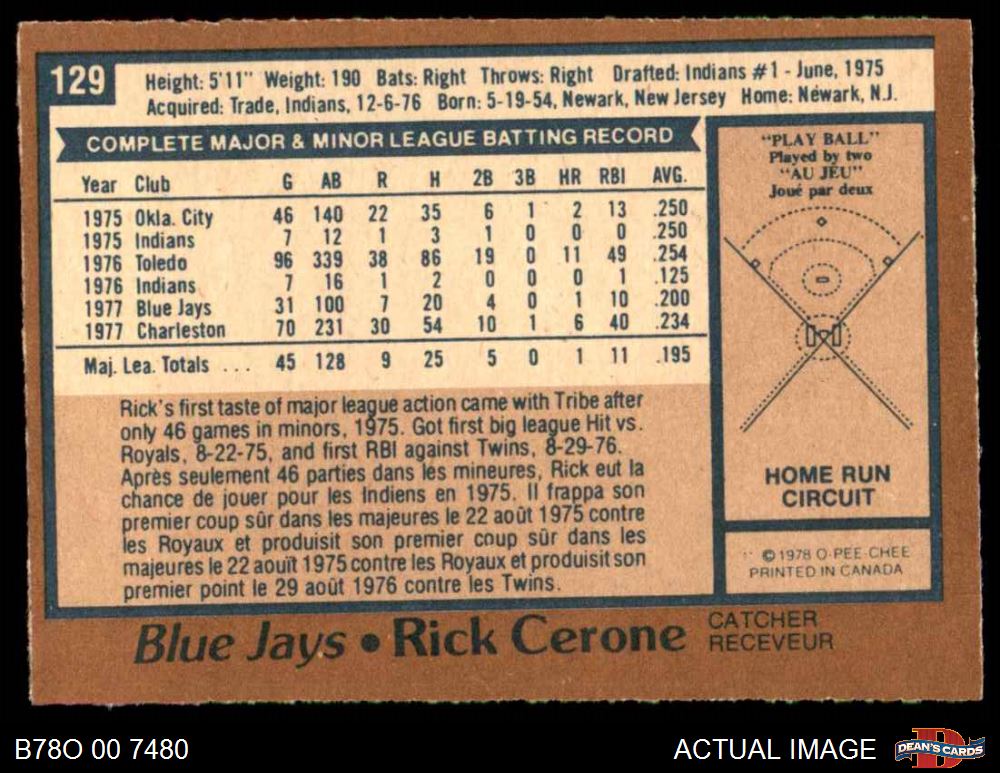 129
Height: 5'11" Weight: 190 Bats: Right Throws: Right Drafted: Indians #1 - June, 1975
Acquired: Trade, Indians, 12-6-76 Born: 5-19-54, Newark, New Jersey Home: Newark, N.J.
COMPLETE MAJOR & MINOR LEAGUE BATTING RECORD
Year Club G AB R H 2B 3B HR RBI AVG.
1975 Okla. City 46 140 22 35 6 1 2 13 .250
1975 Indians 7 12 1 3 1 0 0 0 .250
1976 Toledo 96 339 38 86 19 0 11 49 .254
1976 Indians 7 16 1 2 0 0 0 1 .125
1977 Blue Jays 31 100 7 20 4 0 1 10 .200
1977 Charleston 70 231 30 54 10 1 6 40 .234
Maj. Lea. Totals ... 45 128 9 25 5 0 1 11 .195
Rick's first taste of major league action came with Tribe after
only 46 games in minors, 1975. Got first big league Hit vs.
Royals, 8-22-75, and first RBI against Twins, 8-29-76.
Après seulement 46 parties dans les mineures, Rick eut la
chance de jouer pour les Indiens en 1975. Il frappa son
premier coup sûr dans les majeures le 22 août 1975 contre
les Royaux et produisit son premier coup sûr dans les
majeures le 22 aouít 1975 contre les Royaux et produisit son
premier point le 29 août 1976 contre les Twins.
"PLAY BALL"
Played by two
"AU JEU"
Joué par deux
HOME RUN
CIRCUIT
© 1978 O-PEE-CHEE
PRINTED IN CANADA
Blue Jays • Rick Cerone
CATCHER
RECEVEUR
B78O 00 7480
ACTUAL IMAGE
DEAN'S CARDS